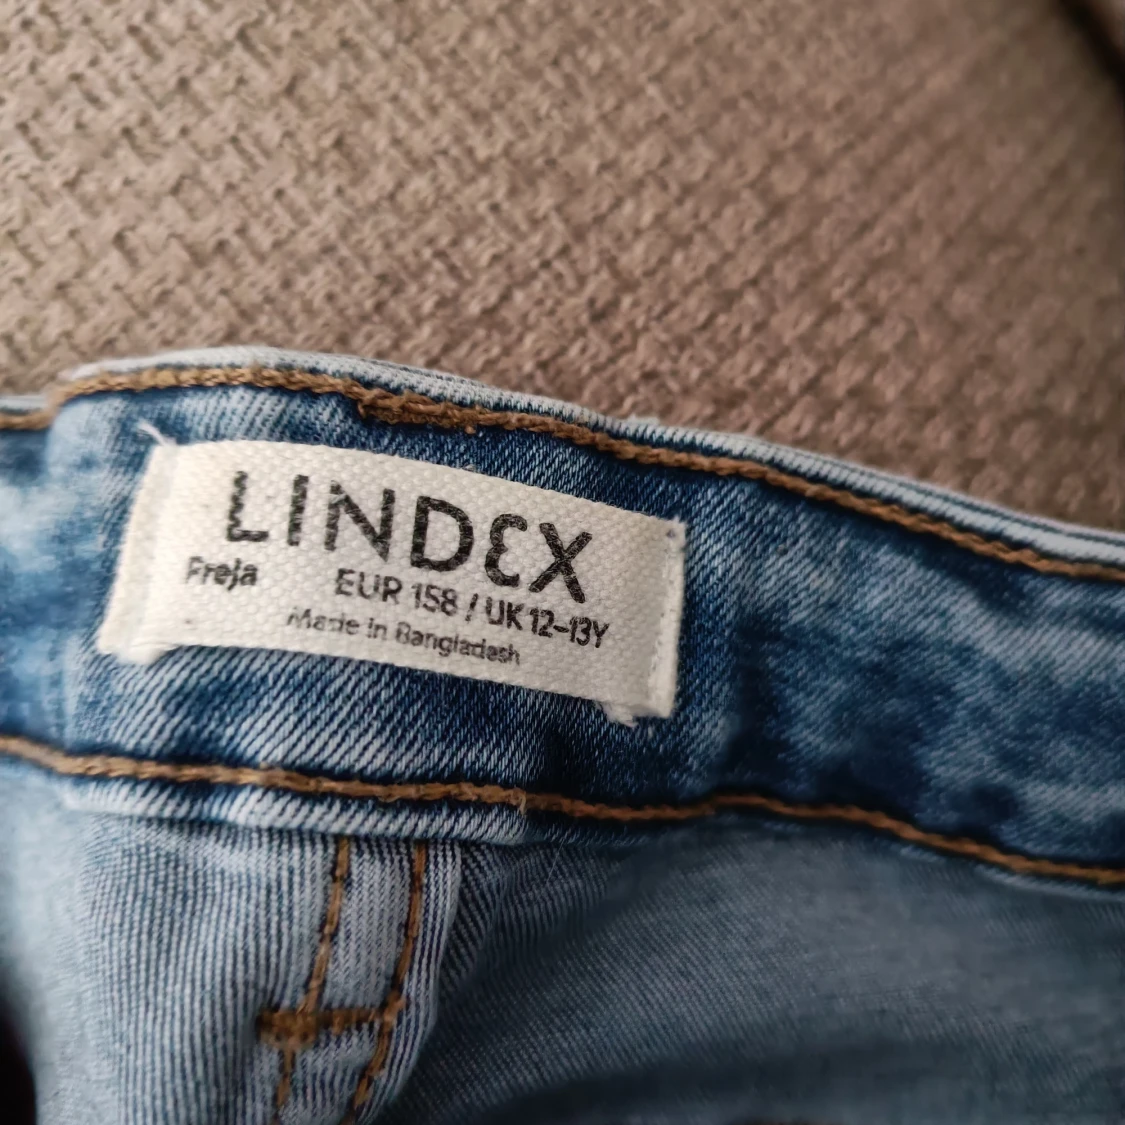 LINDEX
Freja EUR 158 / UK 12-13Y
Made in Bangladesh